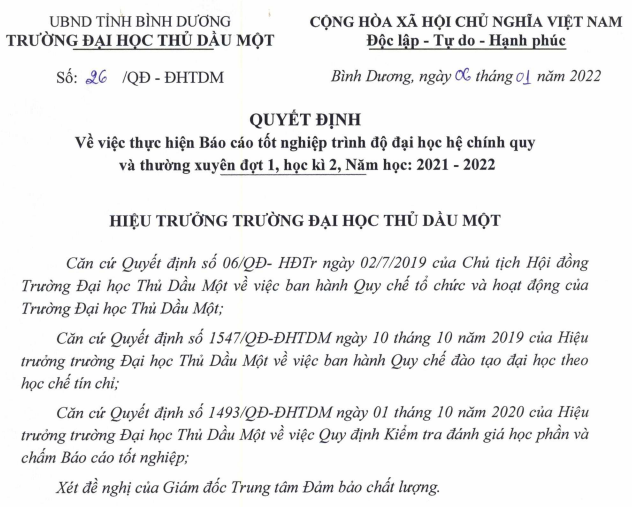 UBND TỈNH BÌNH DƯƠNG
TRƯỜNG ĐẠI HỌC THỦ DẦU MỘT
Số: 26 /QĐ - ĐHTDM
CỘNG HÒA XÃ HỘI CHỦ NGHĨA VIỆT NAM
Độc lập - Tự do - Hạnh phúc
Bình Dương, ngày 06 tháng 01 năm 2022
QUYẾT ĐỊNH
Về việc thực hiện Báo cáo tốt nghiệp trình độ đại học hệ chính quy
và thường xuyên đợt 1, học kì 2, Năm học: 2021 - 2022
HIỆU TRƯỞNG TRƯỜNG ĐẠI HỌC THỦ DẦU MỘT
Căn cứ Quyết định số 06/QĐ- HĐTr ngày 02/7/2019 của Chủ tịch Hội đồng
Trường Đại học Thủ Dầu Một về việc ban hành Quy chế tổ chức và hoạt động của
Trường Đại học Thủ Dầu Một;
Căn cứ Quyết định số 1547/QĐ-ĐHTDM ngày 10 tháng 10 năm 2019 của Hiệu
trưởng trường Đại học Thủ Dầu Một về việc ban hành Quy chế đào tạo đại học theo
học chế tín chỉ;
Căn cứ Quyết định số 1493/QĐ-ĐHTDM ngày 01 tháng 10 năm 2020 của Hiệu
trưởng trường Đại học Thủ Dầu Một về việc Quy định Kiểm tra đánh giá học phần và
chấm Báo cáo tốt nghiệp;
Xét đề nghị của Giám đốc Trung tâm Đảm bảo chất lượng.